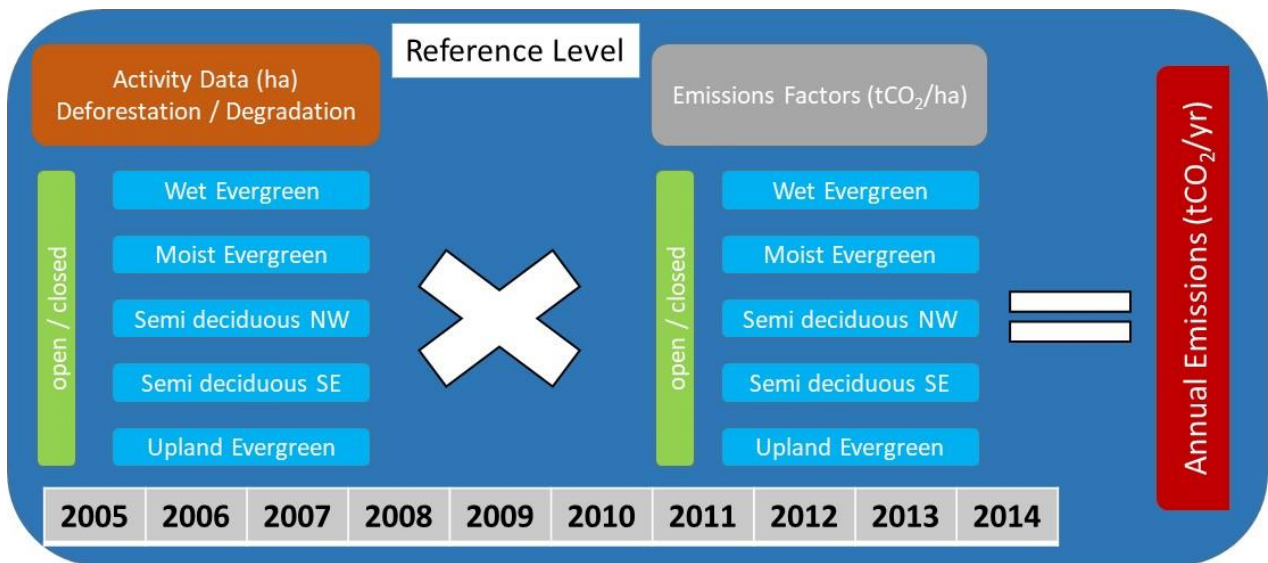 Reference Level
Activity Data (ha)
Deforestation / Degradation
Emissions Factors (tCO₂/ha)
open / closed
Wet Evergreen
Moist Evergreen
Semi deciduous NW
Semi deciduous SE
Upland Evergreen
open / closed
Wet Evergreen
Moist Evergreen
Semi deciduous NW
Semi deciduous SE
Upland Evergreen
Annual Emissions (tCO₂/yr)
2005 2006 2007 2008 2009 2010 2011 2012 2013 2014